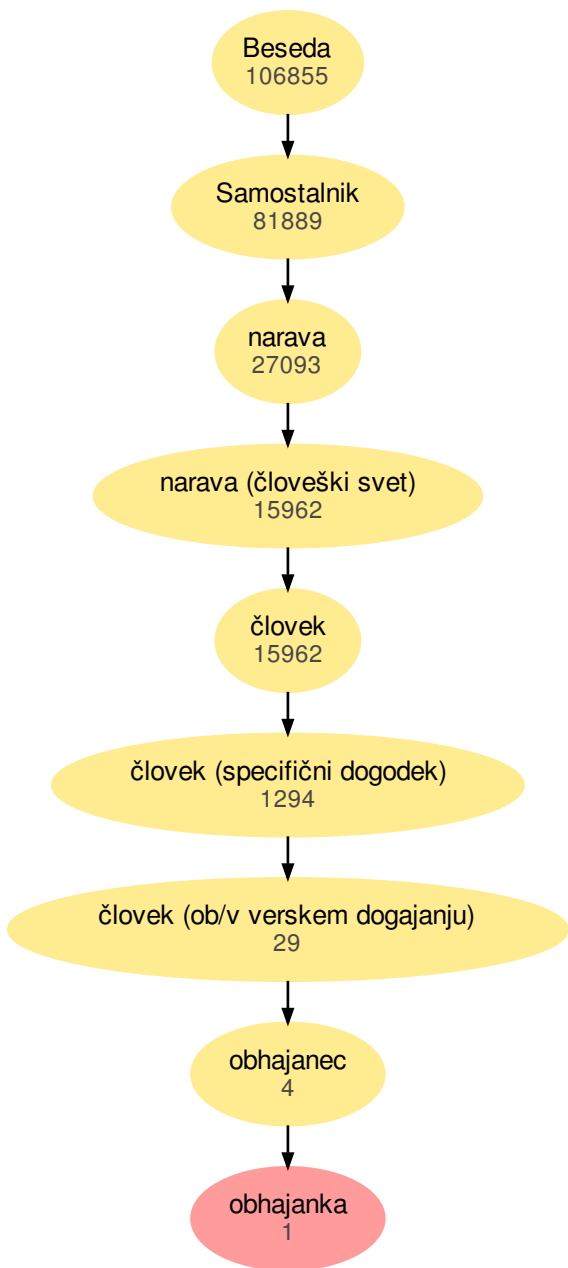 Beseda
106855
Samostalnik
81889
narava
27093
narava (človeški svet)
15962
človek
15962
človek (specifični dogodek)
1294
človek (ob/v verskem dogajanju)
29
obhajanec
4
obhajanka
1